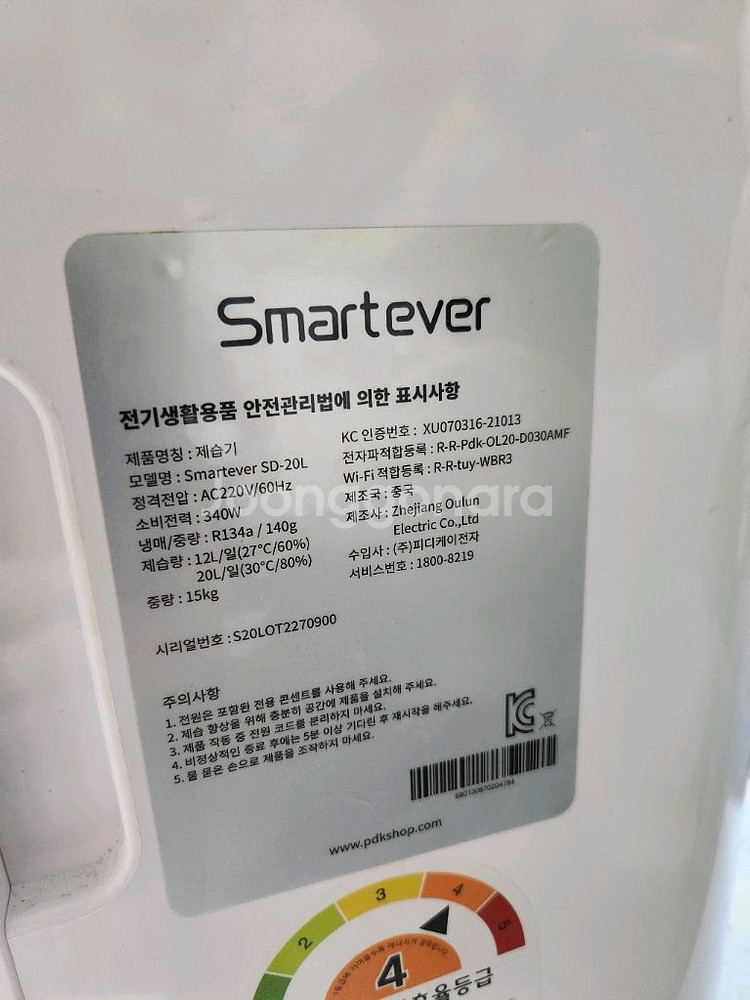 Smartever
전기생활용품 안전관리법에 의한 표시사항
제품명칭 : 제습기
모델명 : Smartever SD-20L
정격전압 : AC220V/60Hz
소비전력 : 340W
냉매/중량 : R134a / 140g
제습량 : 12L/일(27°C/60%)
20L/일(30°C/80%)
중량 : 15kg
KC 인증번호 : XU070316-21013
전자파적합등록 : R-R-Pdk-OL20-D030AMF
Wi-Fi 적합등록 : R-R-tuy-WBR3
제조국 : 중국
제조사 : Zhejiang Oulun
Electric Co.,Ltd
수입사 : (주)피디케이전자
서비스번호 : 1800-8219
Joonggonara
시리얼번호 : S20LOT2270900
주의사항
1. 전원은 포함된 전용 콘센트를 사용해 주세요.
2. 제습 향상을 위해 충분히 공간에 제품을 설치해 주세요.
3. 제품 작동 중 전원 코드를 분리하지 마세요.
4. 비정상적인 종료 후에는 5분 이상 기다린 후 재시작을 해주세요.
5. 물 묻은 손으로 제품을 조작하지 마세요.
KC
www.pdkshop.com
2 3 4 5
4
효율등급